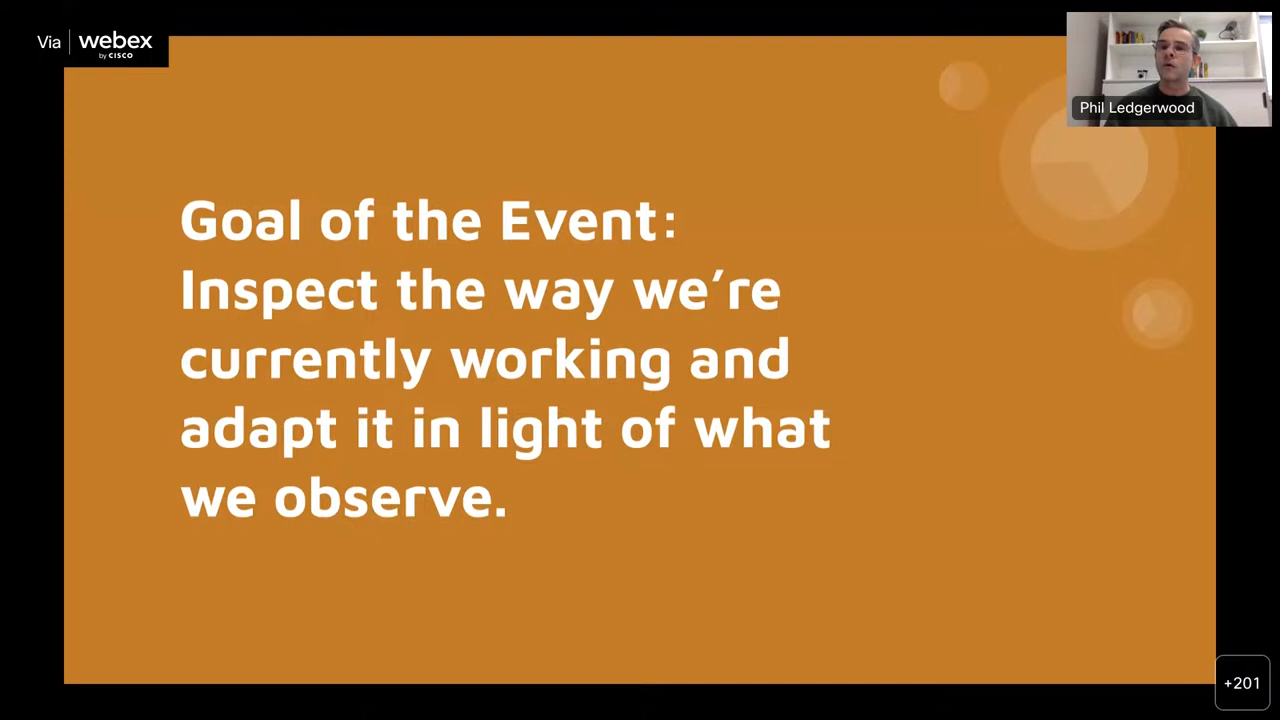 Via webex
by CISCO
Phil Ledgerwood
Goal of the Event:
Inspect the way we’re
currently working and
adapt it in light of what
we observe.
+201